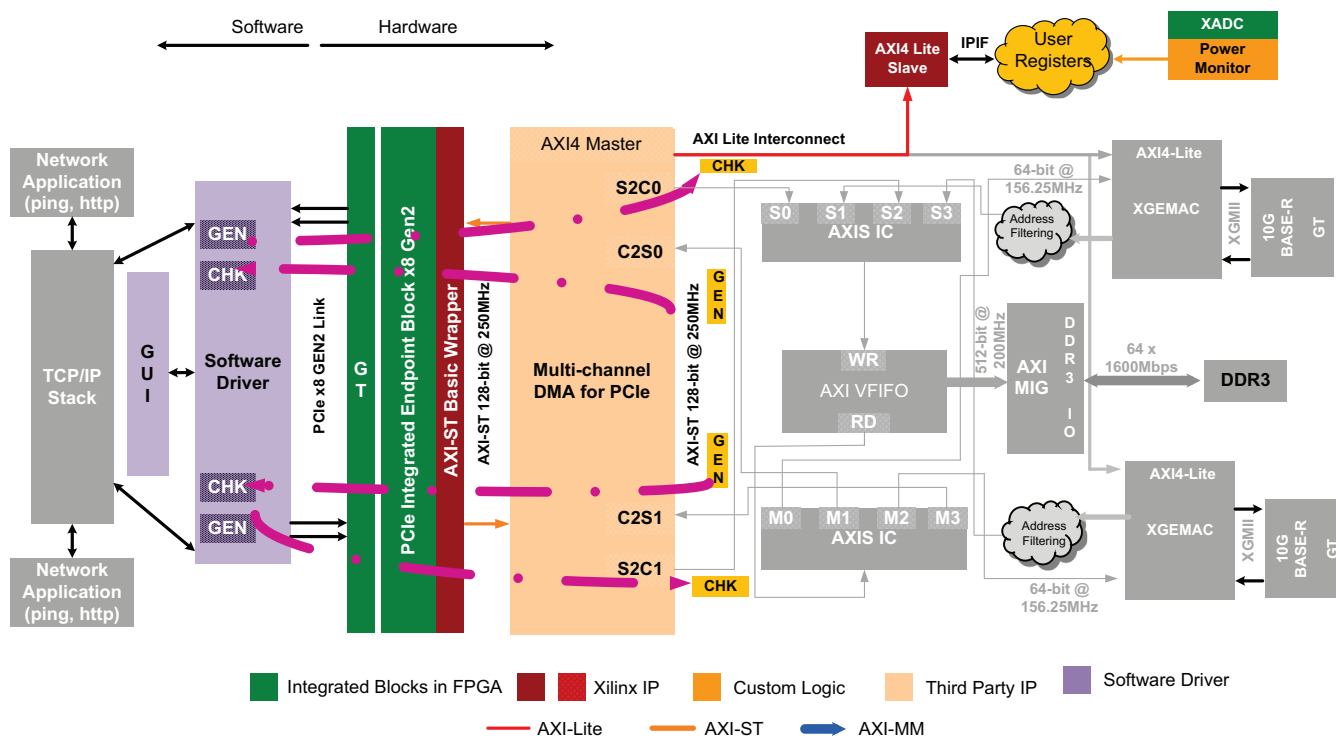 Software
Hardware
XADC
Power
Monitor
AXI4 Lite
Slave
IPIF
User
Registers
AXI Lite Interconnect
AXI4 Master
CHK
S2C0
C2S0
Multi-channel
DMA for PCIe
C2S1
S2C1
CHK
GEN
GEN
Network
Application
(ping, http)
TCP/IP
Stack
Network
Application
(ping, http)
GUI
GEN
CHK
Software
Driver
CHK
GEN
PCIe x8 GEN2 Link
GT
PCIe Integrated Endpoint Block x8 Gen2
AXI-ST Basic Wrapper
AXI-ST 128-bit @ 250MHz
AXI-ST 128-bit @ 250MHz
S0 S1 S2 S3
AXIS IC
WR
AXI VFIFO
RD
M0 M1 M2 M3
AXIS IC
512-bit @
200MHz
AXI
MIG
DDR3 IO
64 x
1600Mbps
DDR3
64-bit @
156.25MHz
Address
Filtering
AXI4-Lite
XGEMAC
XGMII
10G
BASE-R
GT
Address
Filtering
64-bit @
156.25MHz
AXI4-Lite
XGEMAC
XGMII
10G
BASE-R
GT
Integrated Blocks in FPGA
Xilinx IP
Custom Logic
Third Party IP
Software Driver
AXI-Lite
AXI-ST
AXI-MM